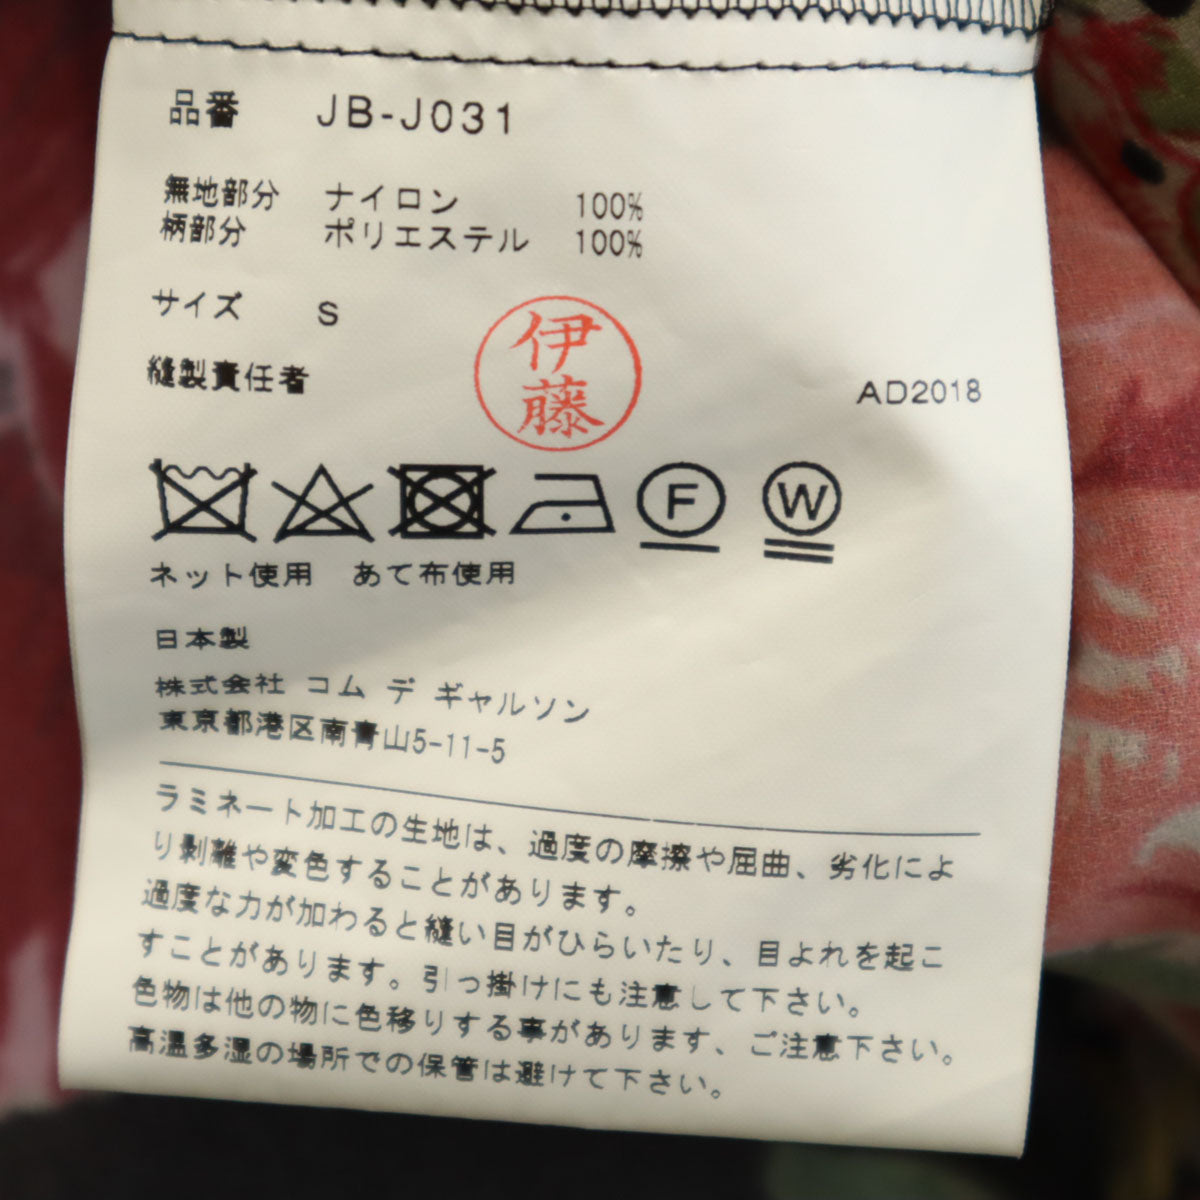 品番 JB-J031
無地部分 ナイロン 100%
柄部分 ポリエステル 100%
サイズ S
縫製責任者 伊藤 AD2018
F W
ネット使用 あて布使用
日本製
株式会社 コム デ ギャルソン
東京都港区南青山5-11-5
ラミネート加工の生地は、過度の摩擦や屈曲、劣化によ
り剥離や変色することがあります。
過度な力が加わると縫い目がひらいたり、目よれを起こ
すことがあります。引っ掛けにも注意して下さい。
色物は他の物に色移りする事があります、ご注意下さい。
高温多湿の場所での保管は避けて下さい。